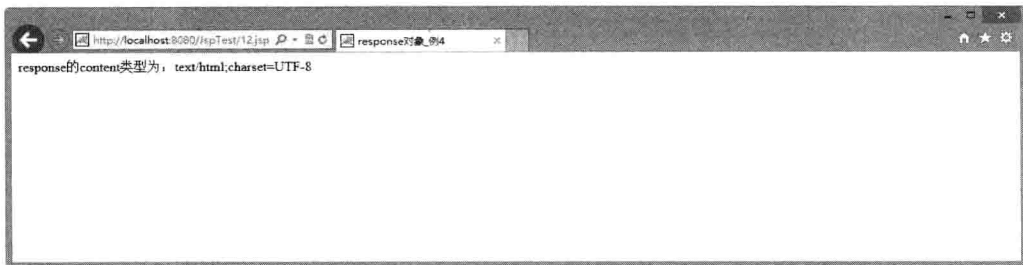 http://localhost:8080/JspTest/12.jsp
response对象_例4
response的content类型为：text/html;charset=UTF-8